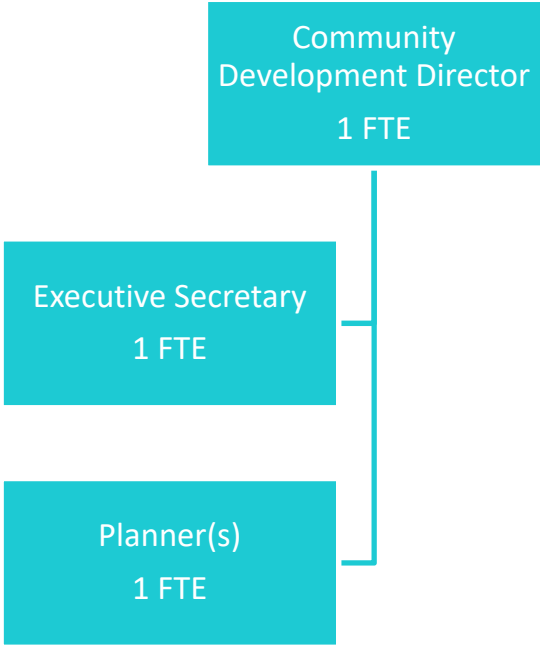 Community
Development Director
1 FTE
Executive Secretary
1 FTE
Planner(s)
1 FTE